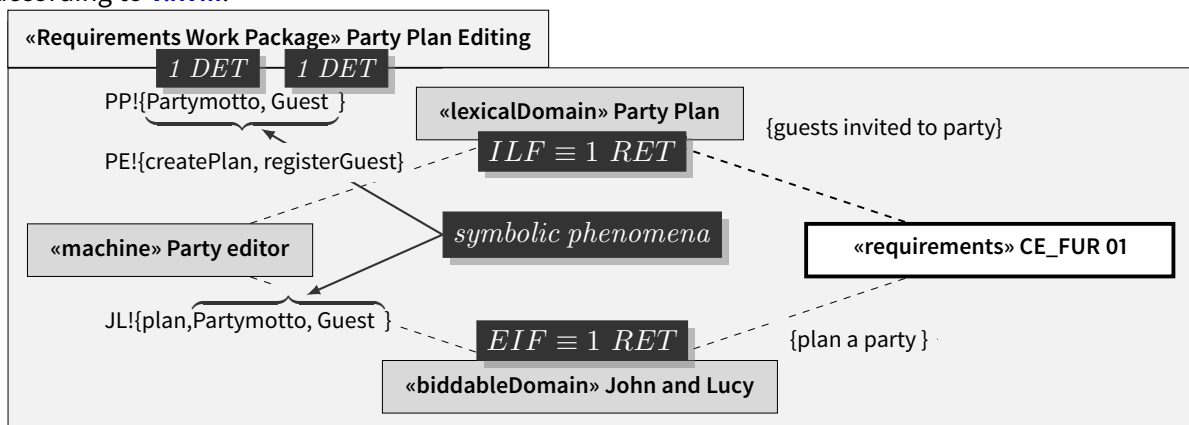 according to
«Requirements Work Package» Party Plan Editing
1 DET 1 DET
PP!{Partymotto, Guest }
«lexicalDomain» Party Plan
{guests invited to party}
ILF ≡ 1 RET
PE!{createPlan, registerGuest}
symbolic phenomena
«machine» Party editor
«requirements» CE_FUR 01
JL!{plan,Partymotto, Guest }
EIF ≡ 1 RET
{plan a party }
«biddableDomain» John and Lucy